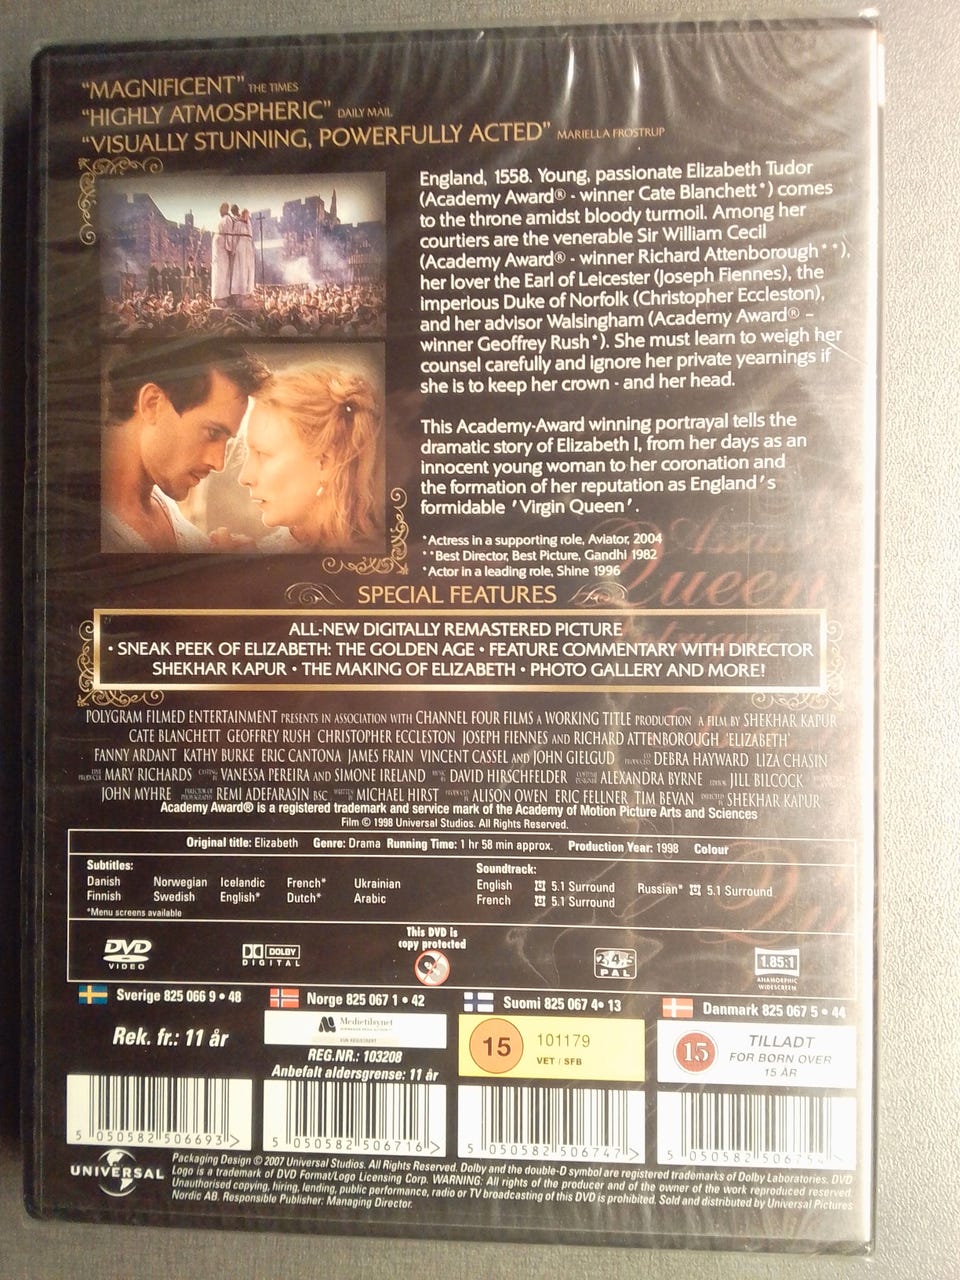 “MAGNIFICENT” THE TIMES
“HIGHLY ATMOSPHERIC” DAILY MAIL
“VISUALLY STUNNING, POWERFULLY ACTED” MARIELLA FROSTRUP
England, 1558. Young, passionate Elizabeth Tudor
(Academy Award® - winner Cate Blanchett*) comes
to the throne amidst bloody turmoil. Among her
courtiers are the venerable Sir William Cecil
(Academy Award® - winner Richard Attenborough**),
her lover the Earl of Leicester (Joseph Fiennes), the
imperious Duke of Norfolk (Christopher Eccleston),
and her advisor Walsingham (Academy Award® –
winner Geoffrey Rush*). She must learn to weigh her
counsel carefully and ignore her private yearnings if
she is to keep her crown - and her head.
This Academy-Award winning portrayal tells the
dramatic story of Elizabeth I, from her days as an
innocent young woman to her coronation and
the formation of her reputation as England's
formidable 'Virgin Queen'.
*Actress in a supporting role, Aviator, 2004
**Best Director, Best Picture, Gandhi 1982
*Actor in a leading role, Shine 1996
Queen
SPECIAL FEATURES
ALL-NEW DIGITALLY REMASTERED PICTURE
• SNEAK PEEK OF ELIZABETH: THE GOLDEN AGE • FEATURE COMMENTARY WITH DIRECTOR
SHEKHAR KAPUR • THE MAKING OF ELIZABETH • PHOTO GALLERY AND MORE!
POLYGRAM FILMED ENTERTAINMENT PRESENTS IN ASSOCIATION WITH CHANNEL FOUR FILMS A WORKING TITLE PRODUCTION A FILM BY SHEKHAR KAPUR
CATE BLANCHETT GEOFFREY RUSH CHRISTOPHER ECCLESTON JOSEPH FIENNES AND RICHARD ATTENBOROUGH 'ELIZABETH'
FANNY ARDANT KATHY BURKE ERIC CANTONA JAMES FRAIN VINCENT CASSEL AND JOHN GIELGUD DEBRA HAYWARD LIZA CHASIN
MARY RICHARDS VANESSA PEREIRA AND SIMONE IRELAND DAVID HIRSCHFELDER ALEXANDRA BYRNE JILL BILCOCK
JOHN MYHRE REMI ADEFARASIN BSC MICHAEL HIRST ALISON OWEN ERIC FELLNER TIM BEVAN SHEKHAR KAPUR
Academy Award® is a registered trademark and service mark of the Academy of Motion Picture Arts and Sciences
Film © 1998 Universal Studios. All Rights Reserved.
Original title: Elizabeth Genre: Drama Running Time: 1 hr 58 min approx. Production Year: 1998 Colour
Subtitles:
Danish Norwegian Icelandic French* Ukrainian
Finnish Swedish English* Dutch* Arabic
*Menu screens available
Soundtrack:
English 5.1 Surround Russian* 5.1 Surround
French 5.1 Surround
DVD VIDEO
DOLBY DIGITAL
This DVD is
copy protected
2.4.5 PAL
1.85:1
ANAMORPHIC
WIDESCREEN
Sverige 825 066 9 • 48
Norge 825 067 1 • 42
Suomi 825 067 4 • 13
Danmark 825 067 5 • 44
Rek. fr.: 11 år
Medietilsynet
REG.NR.: 103208
Anbefalt aldersgrense: 11 år
15 101179
VET / SFB
15 TILLADT
FOR BORN OVER
15 ÅR
5 050582 506693 >
5 050582 506716 >
5 050582 506747 >
UNIVERSAL
Packaging Design © 2007 Universal Studios. All Rights Reserved. Dolby and the double-D symbol are registered trademarks of Dolby Laboratories. DVD
Logo is a trademark of DVD Format/Logo Licensing Corp. WARNING: All rights of the producer and of the owner of the work reproduced reserved.
Unauthorised copying, hiring, lending, public performance, radio or TV broadcasting of this DVD is prohibited. Sold and distributed by Universal Pictures
Nordic AB. Responsible Publisher: Managing Director.